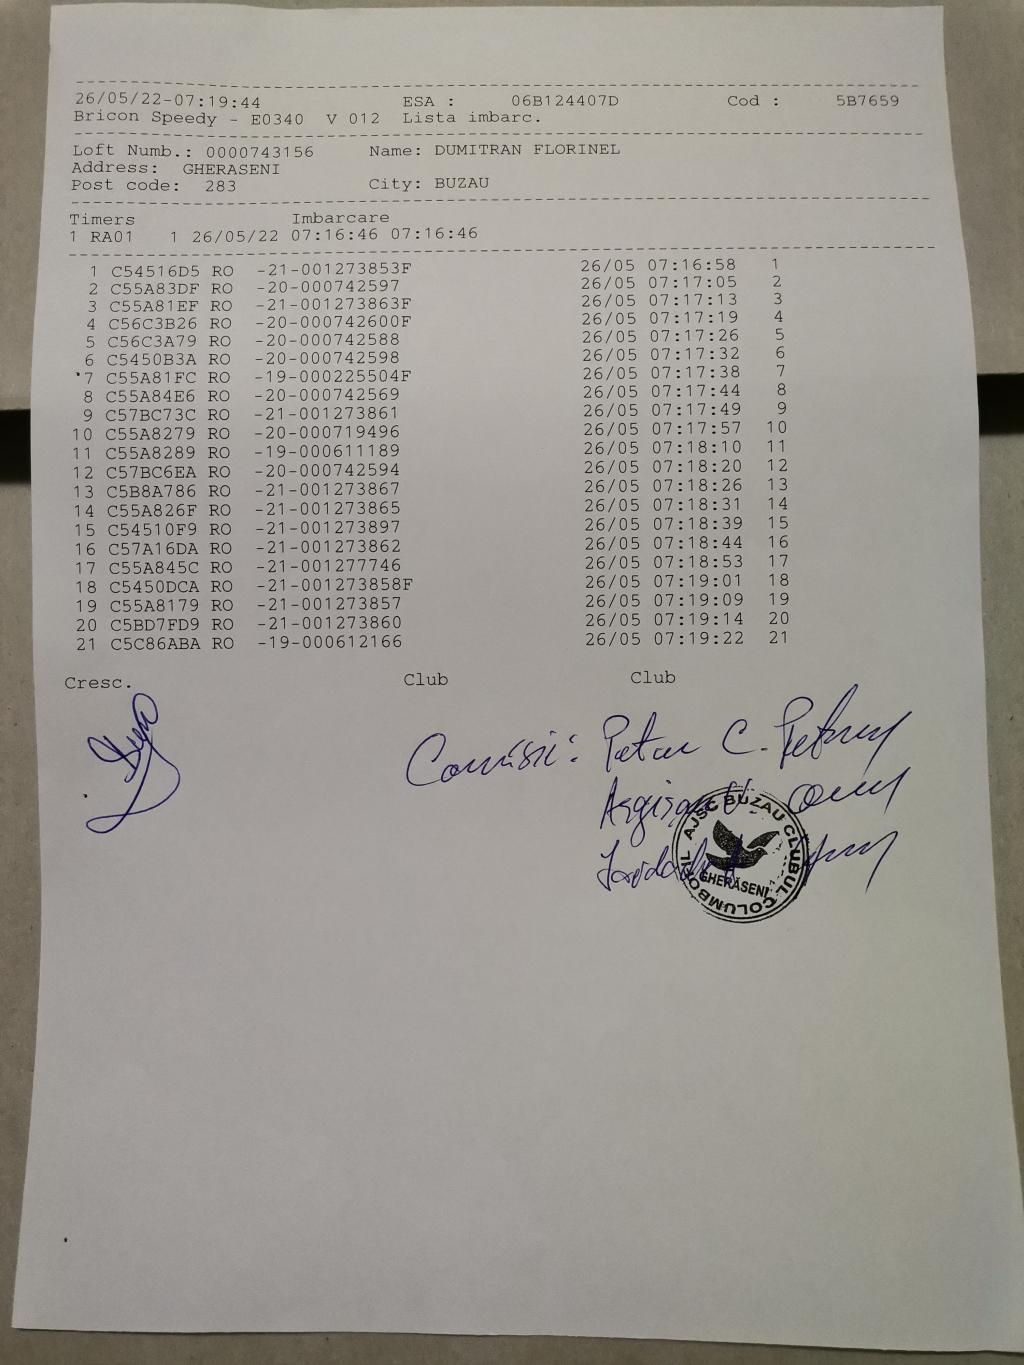 26/05/22-07:19:44 ESA : 06B124407D Cod : 5B7659
Bricon Speedy - E0340 V 012 Lista imbarc.
Loft Numb.: 0000743156 Name: DUMITRAN FLORINEL
Address: GHERASENI
Post code: 283 City: BUZAU
Timers Imbarcare
1 RA01 1 26/05/22 07:16:46 07:16:46
1 C54516D5 RO -21-001273853F 26/05 07:16:58 1
2 C55A83DF RO -20-000742597 26/05 07:17:05 2
3 C55A81EF RO -21-001273863F 26/05 07:17:13 3
4 C56C3B26 RO -20-000742600F 26/05 07:17:19 4
5 C56C3A79 RO -20-000742588 26/05 07:17:26 5
6 C5450B3A RO -20-000742598 26/05 07:17:32 6
7 C55A81FC RO -19-000225504F 26/05 07:17:38 7
8 C55A84E6 RO -20-000742569 26/05 07:17:44 8
9 C57BC73C RO -21-001273861 26/05 07:17:49 9
10 C55A8279 RO -20-000719496 26/05 07:17:57 10
11 C55A8289 RO -19-000611189 26/05 07:18:10 11
12 C57BC6EA RO -20-000742594 26/05 07:18:20 12
13 C5B8A786 RO -21-001273867 26/05 07:18:26 13
14 C55A826F RO -21-001273865 26/05 07:18:31 14
15 C54510F9 RO -21-001273897 26/05 07:18:39 15
16 C57A16DA RO -21-001273862 26/05 07:18:44 16
17 C55A845C RO -21-001277746 26/05 07:18:53 17
18 C5450DCA RO -21-001273858F 26/05 07:19:01 18
19 C55A8179 RO -21-001273857 26/05 07:19:09 19
20 C5BD7FD9 RO -21-001273860 26/05 07:19:14 20
21 C5C86ABA RO -19-000612166 26/05 07:19:22 21
Cresc. Club Club
C.
AJSC BUZAU CLUBUL COLUMBOFIL
GHERĂSENI